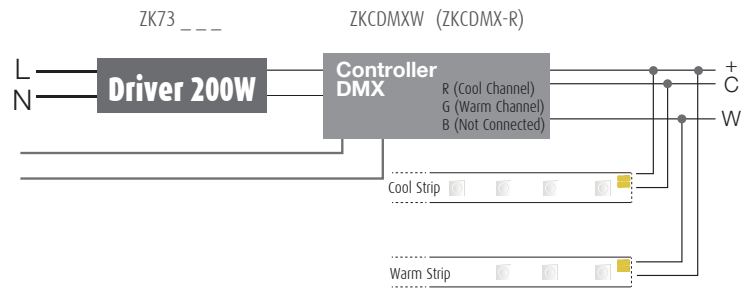 ZK73 _ _ _
ZKCDMXW (ZKCDMX-R)
L
N
Driver 200W
Controller
DMX
R (Cool Channel)
G (Warm Channel)
B (Not Connected)
+
C
W
Cool Strip
Warm Strip